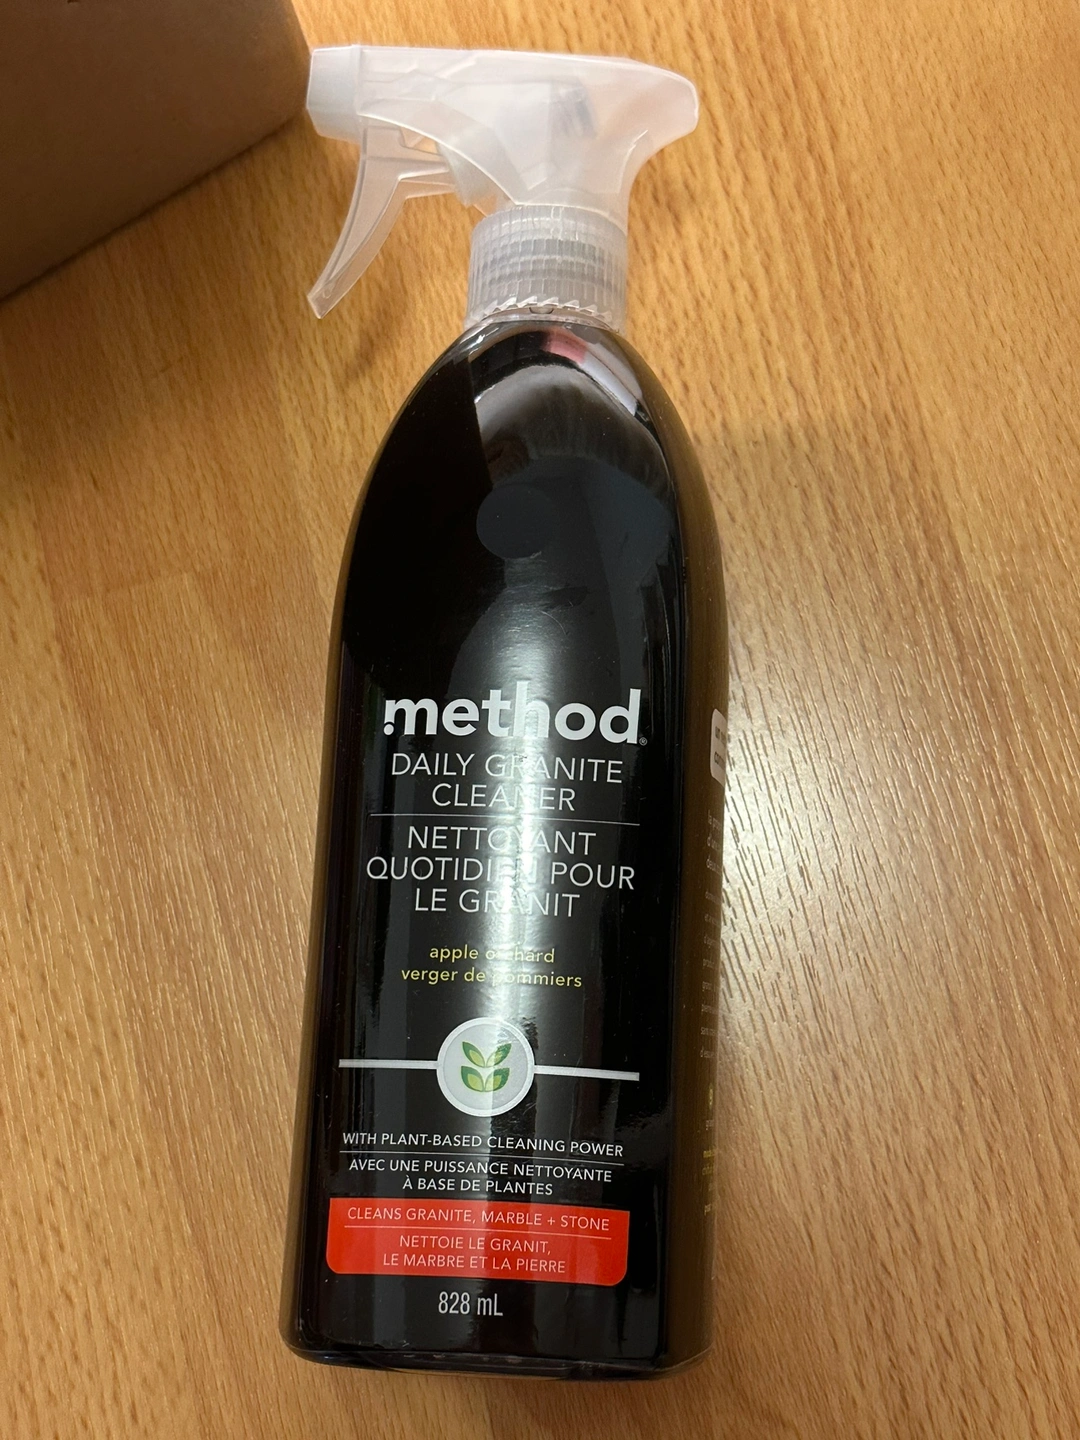 method®
DAILY GRANITE
CLEANER
NETTOYANT
QUOTIDIEN POUR
LE GRANIT
apple orchard
verger de pommiers
WITH PLANT-BASED CLEANING POWER
AVEC UNE PUISSANCE NETTOYANTE
À BASE DE PLANTES
CLEANS GRANITE, MARBLE + STONE
NETTOIE LE GRANIT,
LE MARBRE ET LA PIERRE
828 mL